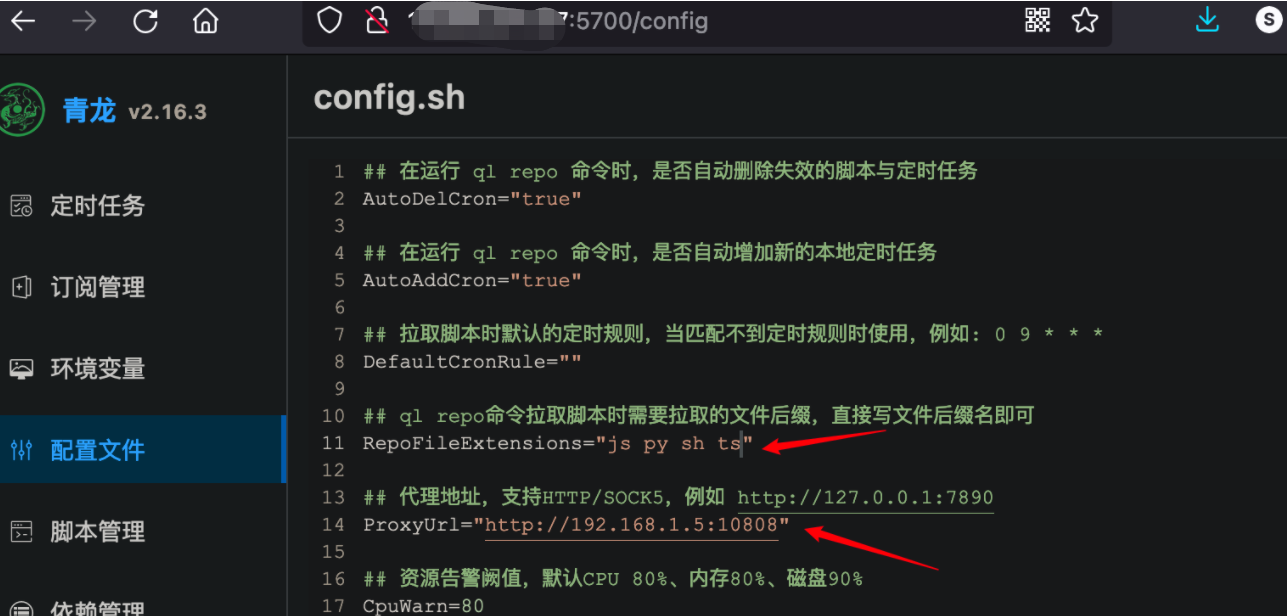 7:5700/config
S
青龙 v2.16.3
定时任务
订阅管理
环境变量
配置文件
脚本管理
依赖管理
config.sh
1 ## 在运行 ql repo 命令时，是否自动删除失效的脚本与定时任务
2 AutoDelCron="true"
3
4 ## 在运行 ql repo 命令时，是否自动增加新的本地定时任务
5 AutoAddCron="true"
6
7 ## 拉取脚本时默认的定时规则，当匹配不到定时规则时使用，例如: 0 9 * * *
8 DefaultCronRule=""
9
10 ## ql repo命令拉取脚本时需要拉取的文件后缀，直接写文件后缀名即可
11 RepoFileExtensions="js py sh ts"
12
13 ## 代理地址，支持HTTP/SOCK5，例如 http://127.0.0.1:7890
14 ProxyUrl="http://192.168.1.5:10808"
15
16 ## 资源告警阙值，默认CPU 80%、内存80%、磁盘90%
17 CpuWarn=80